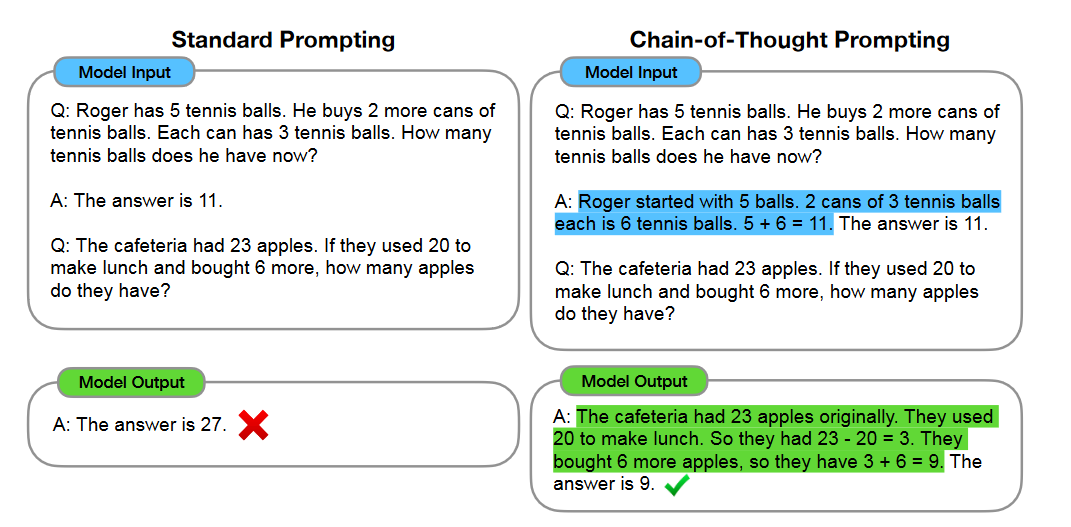 Standard Prompting
Model Input
Q: Roger has 5 tennis balls. He buys 2 more cans of
tennis balls. Each can has 3 tennis balls. How many
tennis balls does he have now?
A: The answer is 11.
Q: The cafeteria had 23 apples. If they used 20 to
make lunch and bought 6 more, how many apples
do they have?
Model Output
A: The answer is 27.
Chain-of-Thought Prompting
Model Input
Q: Roger has 5 tennis balls. He buys 2 more cans of
tennis balls. Each can has 3 tennis balls. How many
tennis balls does he have now?
A: Roger started with 5 balls. 2 cans of 3 tennis balls
each is 6 tennis balls. 5 + 6 = 11. The answer is 11.
Q: The cafeteria had 23 apples. If they used 20 to
make lunch and bought 6 more, how many apples
do they have?
Model Output
A: The cafeteria had 23 apples originally. They used
20 to make lunch. So they had 23 - 20 = 3. They
bought 6 more apples, so they have 3 + 6 = 9. The
answer is 9.